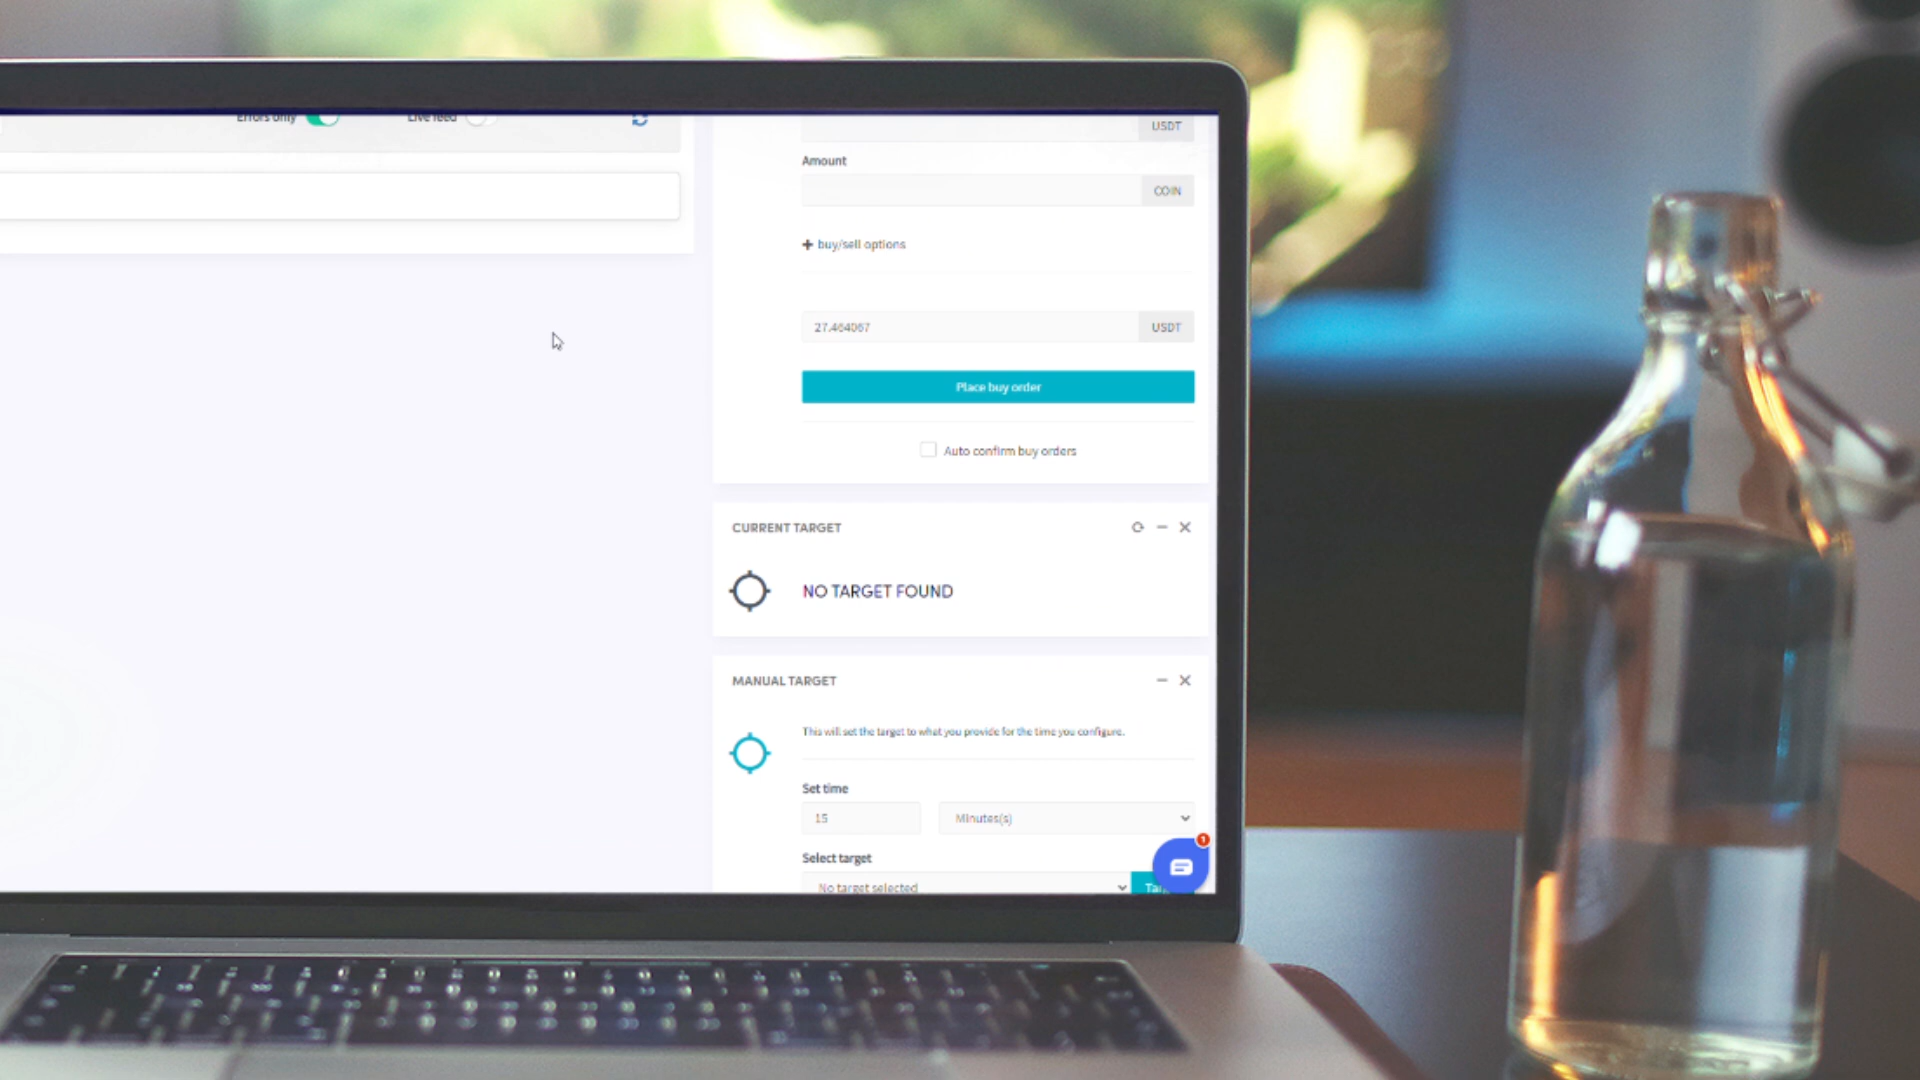 Errors only
Live feed
USDT
Amount
COIN
buy/sell options
27.464067
USDT
Place buy order
Auto confirm buy orders
CURRENT TARGET
NO TARGET FOUND
MANUAL TARGET
This will set the target to what you provide for the time you configure.
Set time
15
Minutes(s)
1
Select target
No target selected